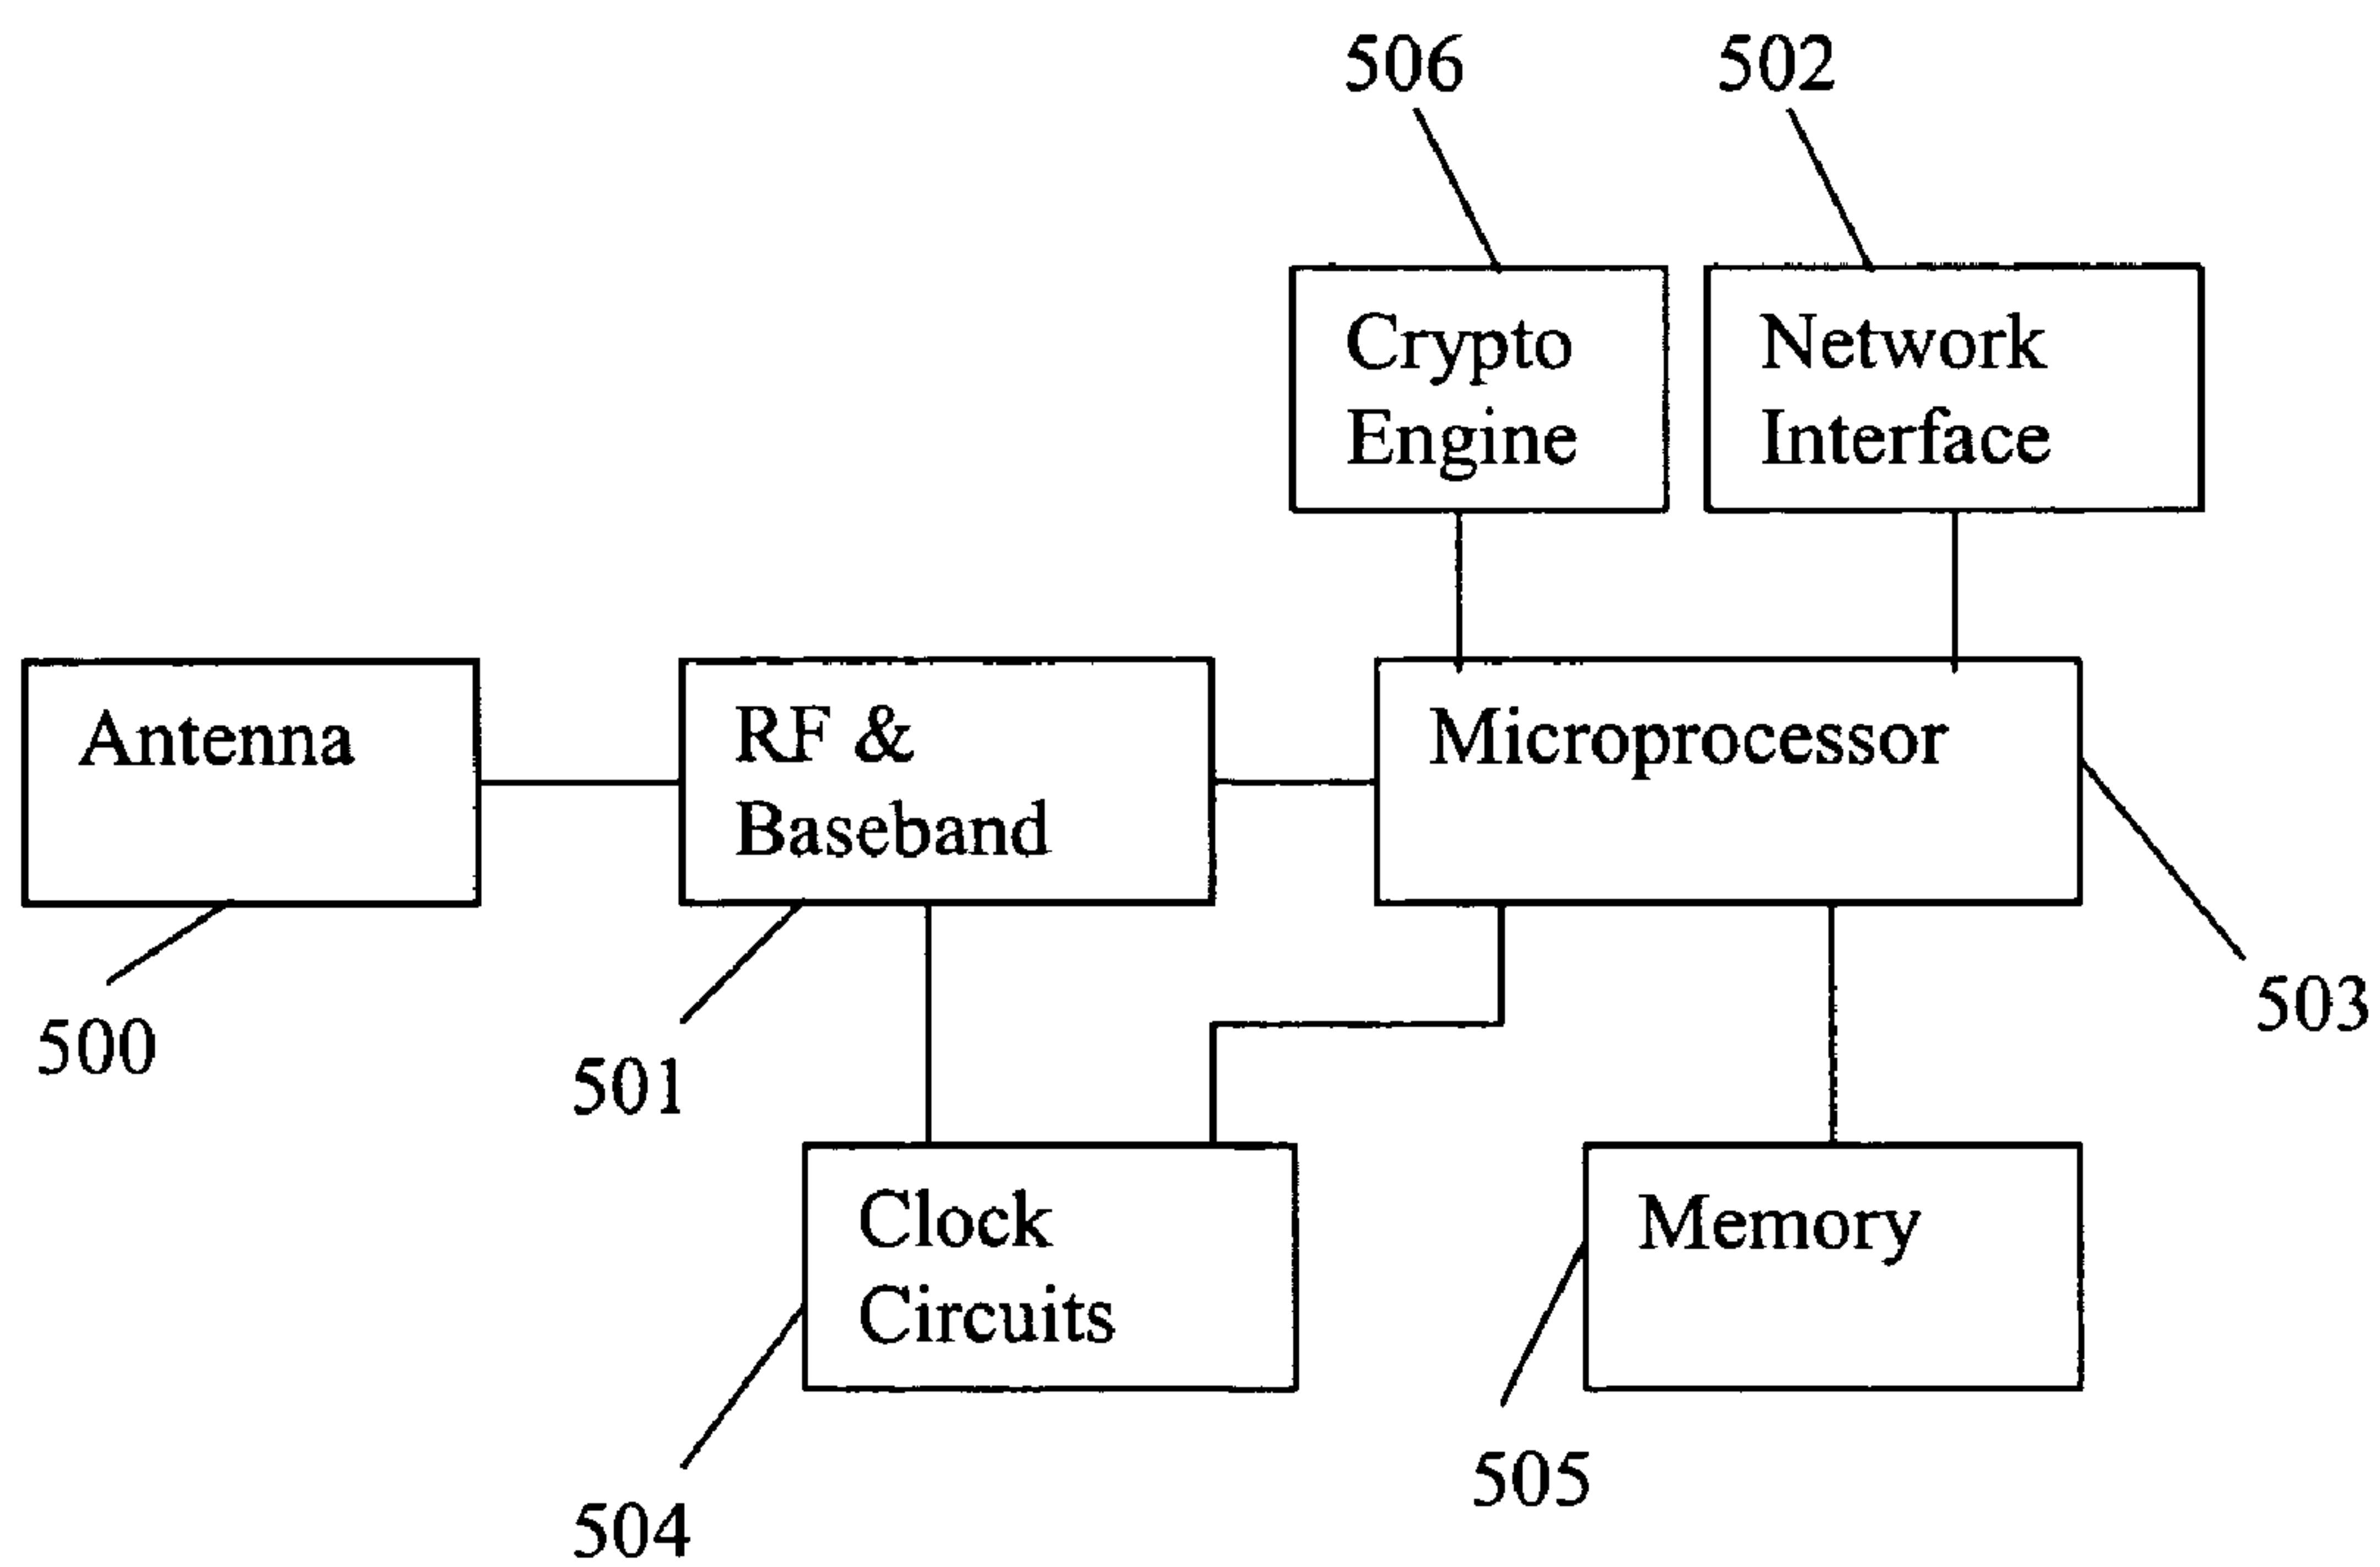 506
502
Crypto
Engine
Network
Interface
Antenna
RF &
Baseband
Microprocessor
500
501
503
Clock
Circuits
Memory
504
505